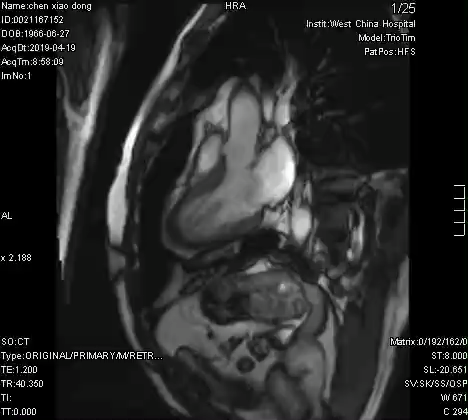 Name:chen xiao dong
ID:0021167152
DOB:1966-06-27
AcqDt:2019-04-19
AcqTm:8:58:09
ImNo:1
HRA
1/25
Instit:West China Hospital
Model:TrioTim
PatPos:HFS
AL
x 2.188
SO:CT
Type:ORIGINAL/PRIMARY/M/RETR...
TE:1.200
TR:40.350
TI:
TT:0.000
Matrix:0/192/162/0
ST:8.000
SL:-20.651
SV:SK/SS/OSP
W 671
C 294